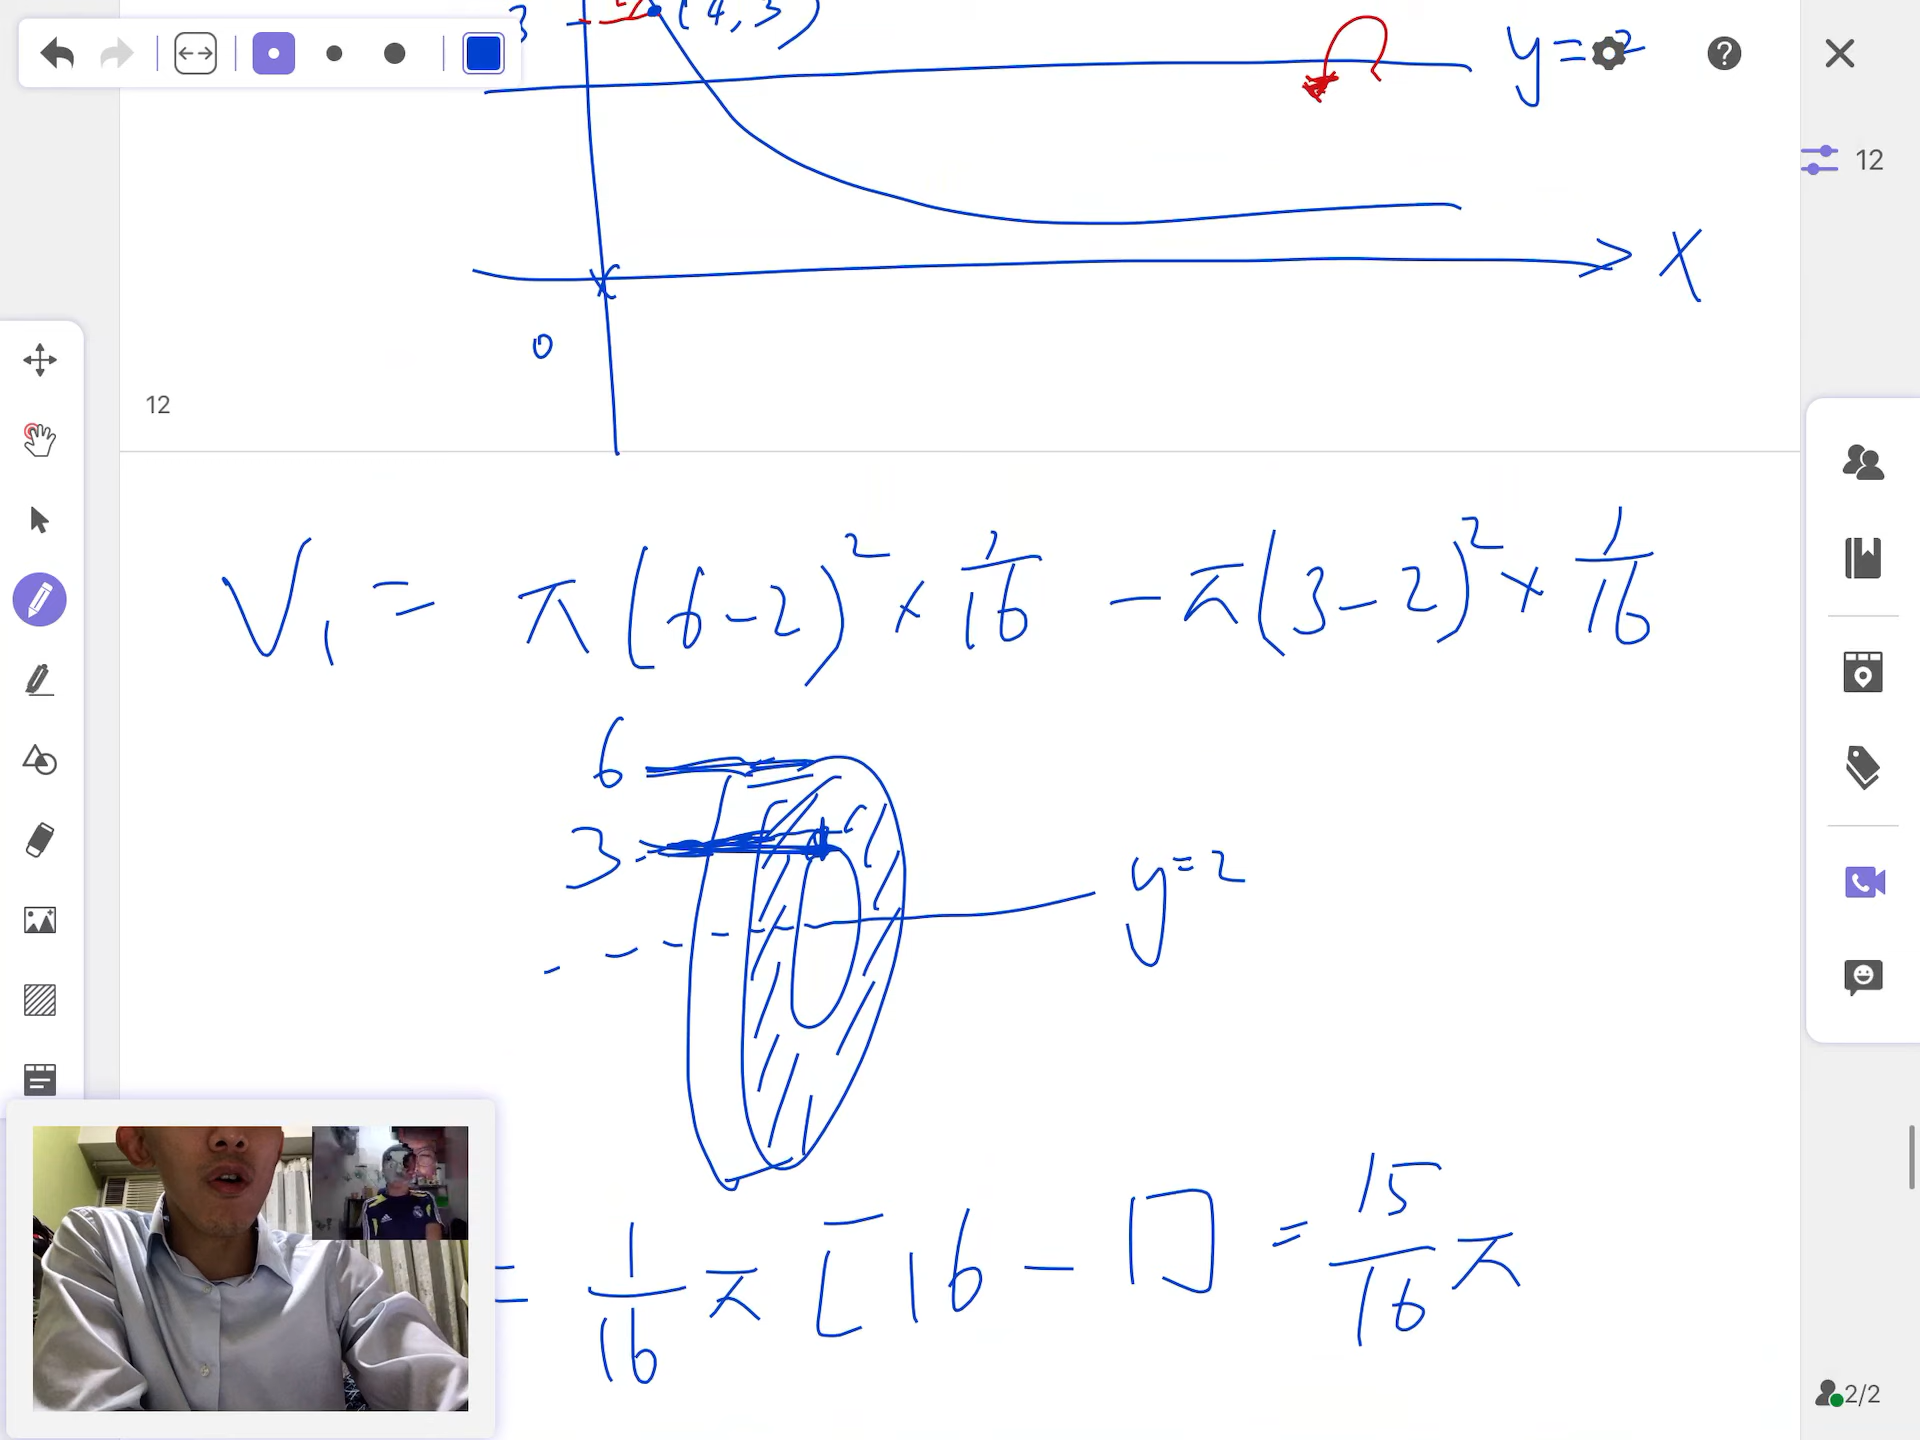 3 (4, 3)
y = 2
12
X
0
12
V₁ = π(6-2)² × 1/16 - π(3-2)² × 1/16
6
3
y=2
= 1/16 π [16 - 1] = 15/16 π
2/2